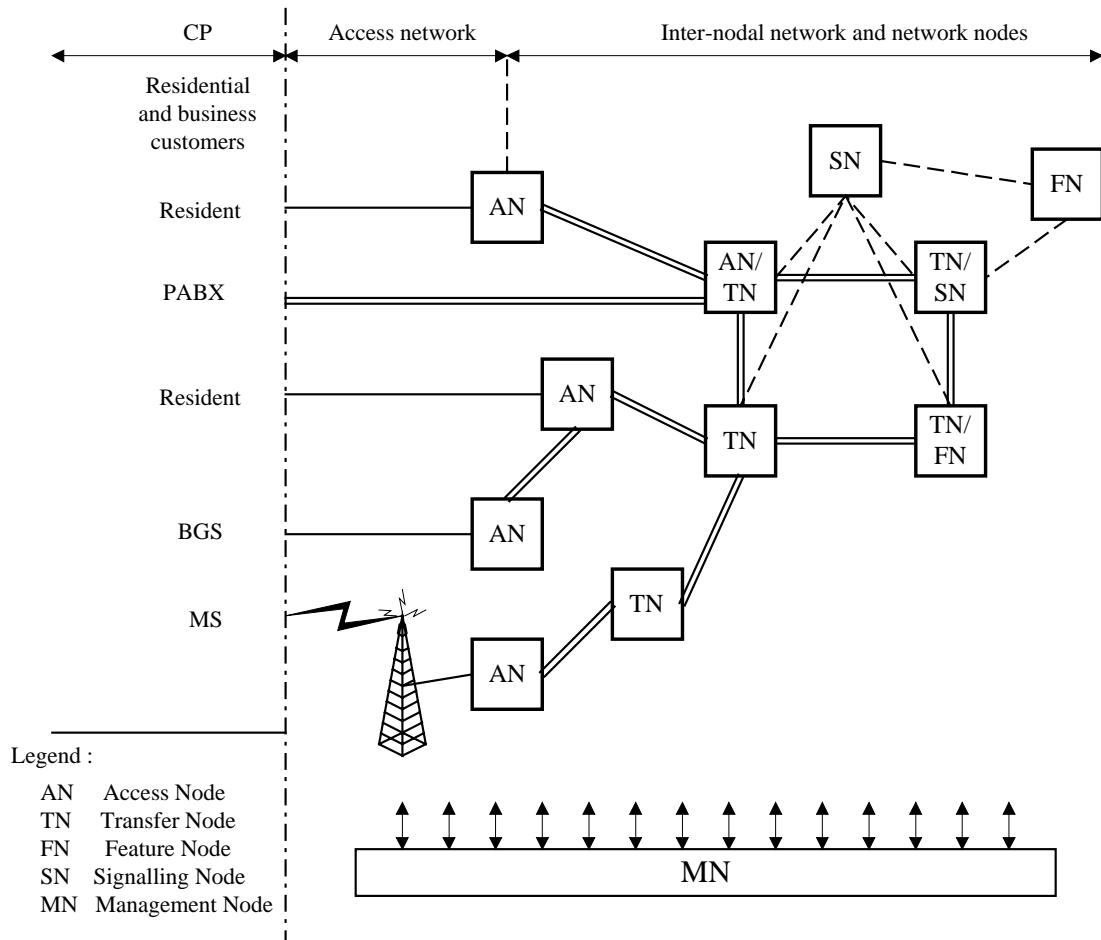 CP
Access network
Inter-nodal network and network nodes
Residential
and business
customers
SN
FN
AN
Resident
AN/
TN
TN/
SN
PABX
Resident
AN
TN
TN/
FN
BGS
AN
MS
TN
AN
Legend :
AN Access Node
TN Transfer Node
FN Feature Node
SN Signalling Node
MN Management Node
MN